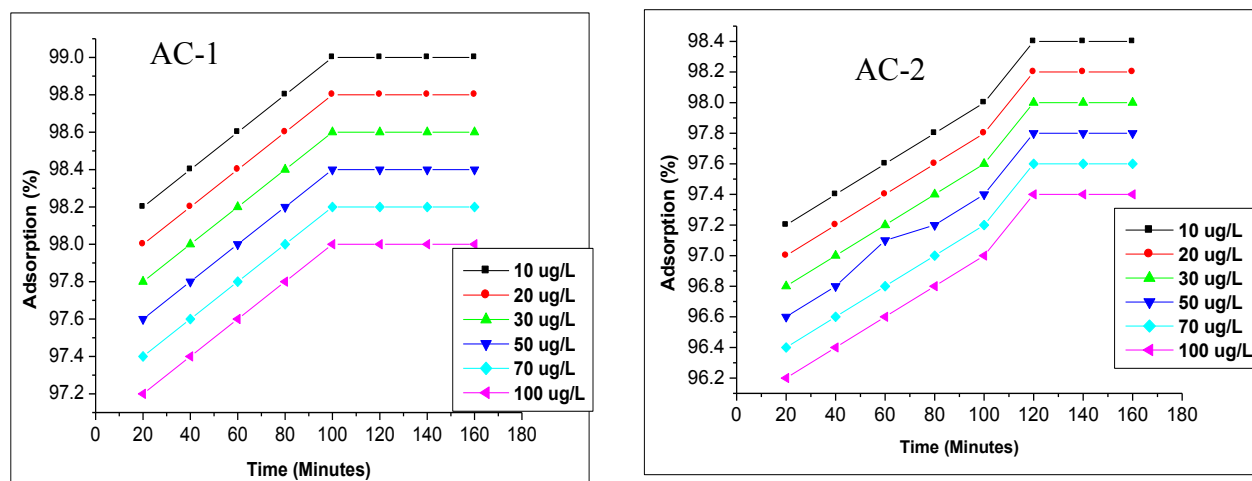 AC-1
99.0
98.8
98.6
98.4
98.2
98.0
97.8
97.6
97.4
97.2
Adsorption (%)
0 20 40 60 80 100 120 140 160 180
Time (Minutes)
10 ug/L
20 ug/L
30 ug/L
50 ug/L
70 ug/L
100 ug/L
AC-2
98.4
98.2
98.0
97.8
97.6
97.4
97.2
97.0
96.8
96.6
96.4
96.2
Adsorption (%)
0 20 40 60 80 100 120 140 160 180
Time (Minutes)
10 ug/L
20 ug/L
30 ug/L
50 ug/L
70 ug/L
100 ug/L